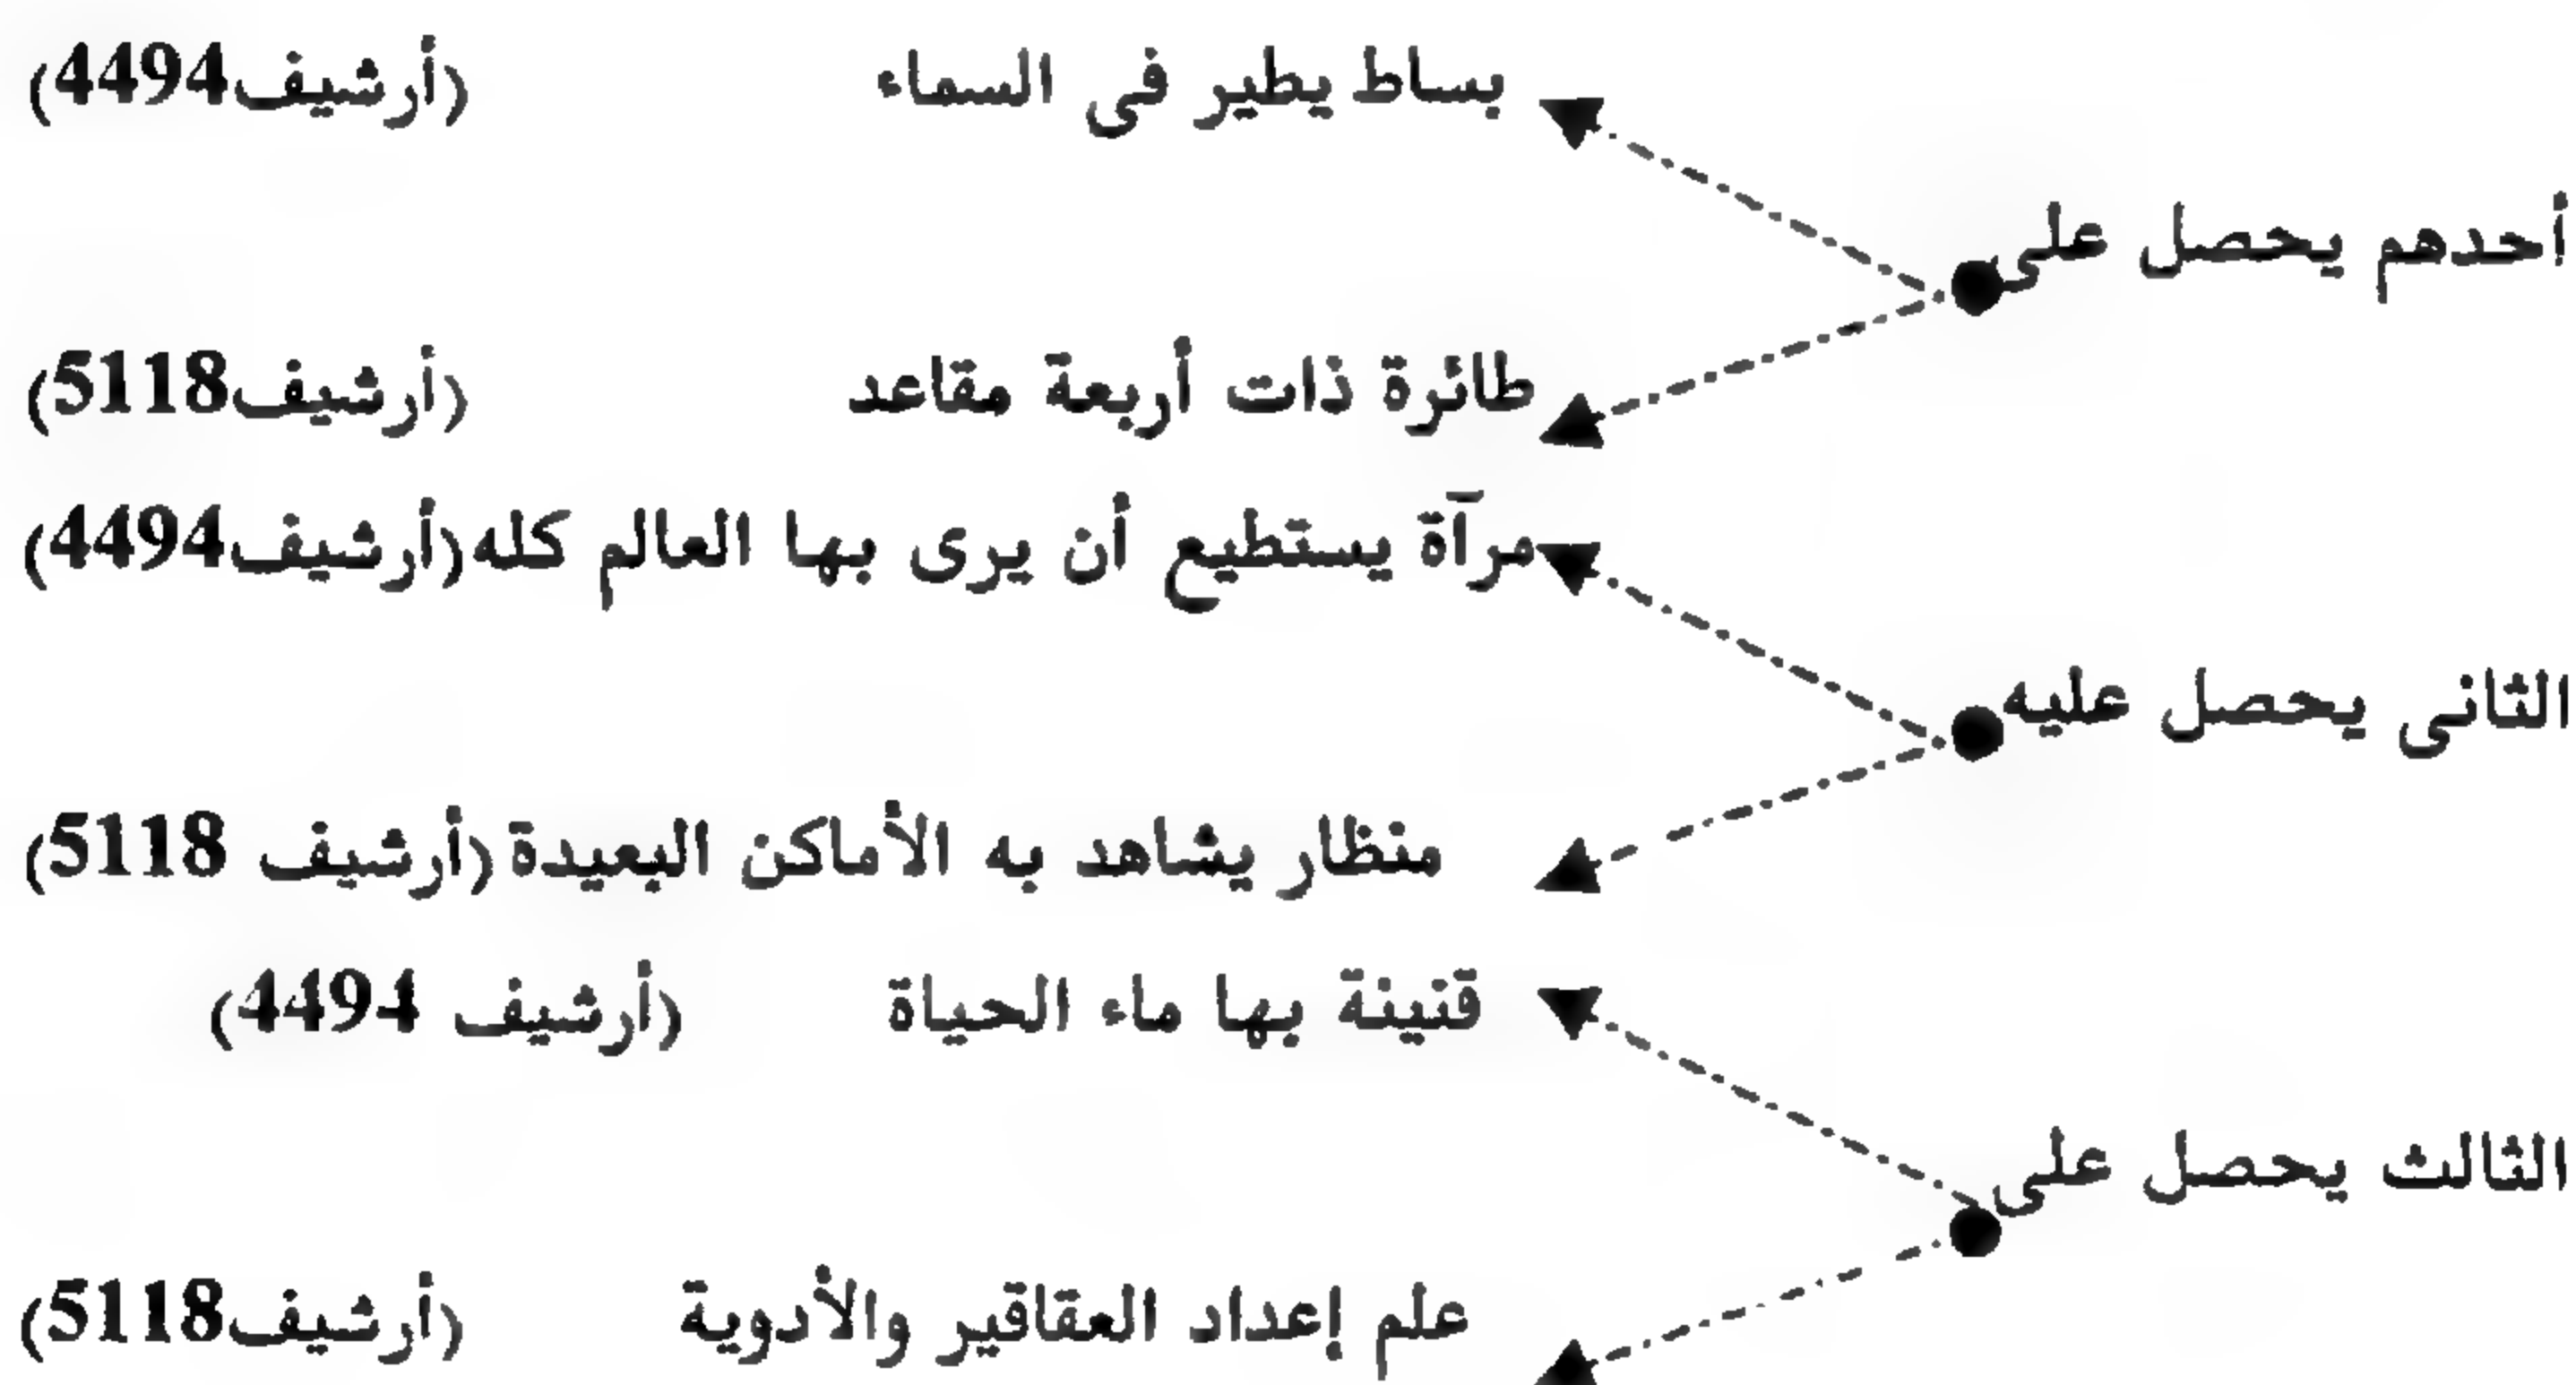 بساط يطير فى السماء (أرشيف4494)
أحدهم يحصل على
طائرة ذات أربعة مقاعد (أرشيف5118)
مرآة يستطيع أن يرى بها العالم كله (أرشيف4494)
الثانى يحصل عليه
منظار يشاهد به الأماكن البعيدة (أرشيف 5118)
قنينة بها ماء الحياة (أرشيف 4494)
الثالث يحصل على
علم إعداد العقاقير والأدوية (أرشيف5118)